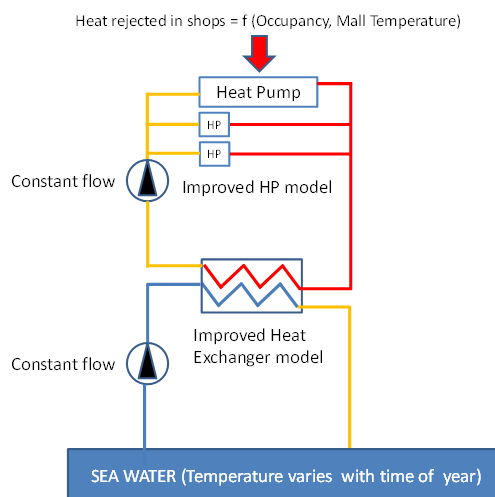 Heat rejected in shops = f (Occupancy, Mall Temperature)
Heat Pump
HP
HP
Constant flow
Improved HP model
Improved Heat
Exchanger model
Constant flow
SEA WATER (Temperature varies with time of year)